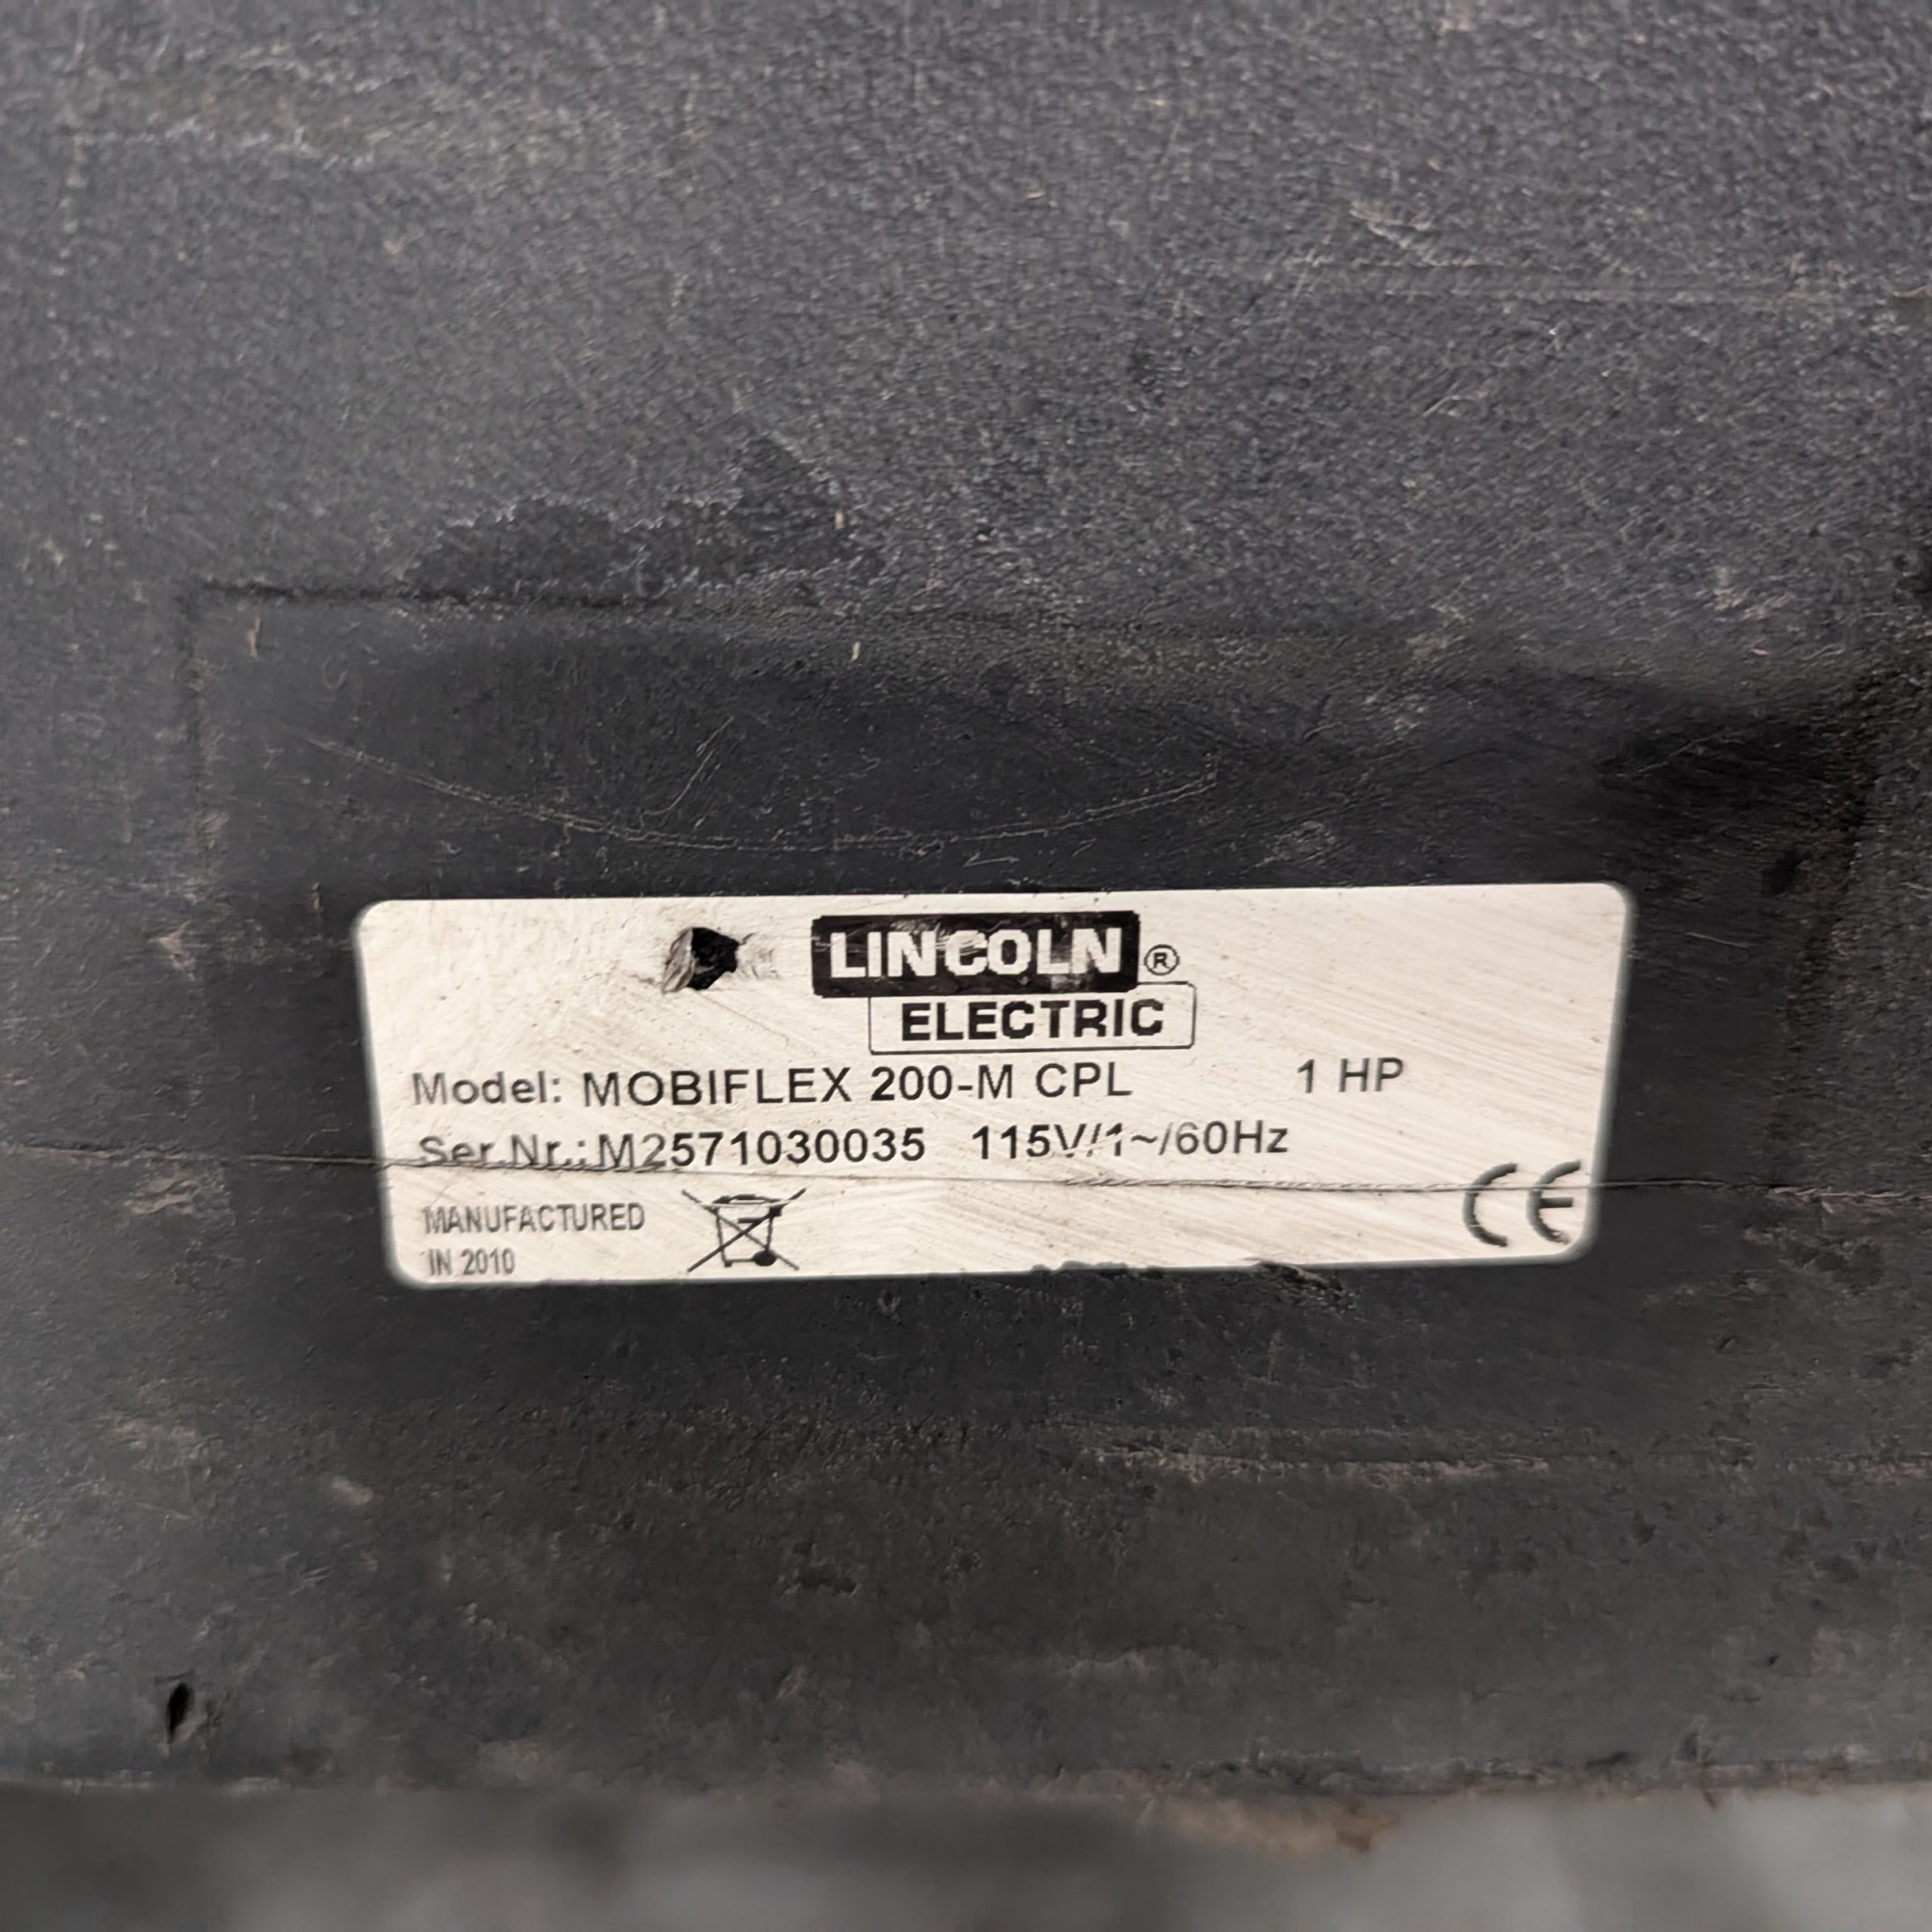 LINCOLN ®
ELECTRIC
Model: MOBIFLEX 200-M CPL 1 HP
Ser.Nr.: M2571030035 115V/1~/60Hz
MANUFACTURED
IN 2010
CE